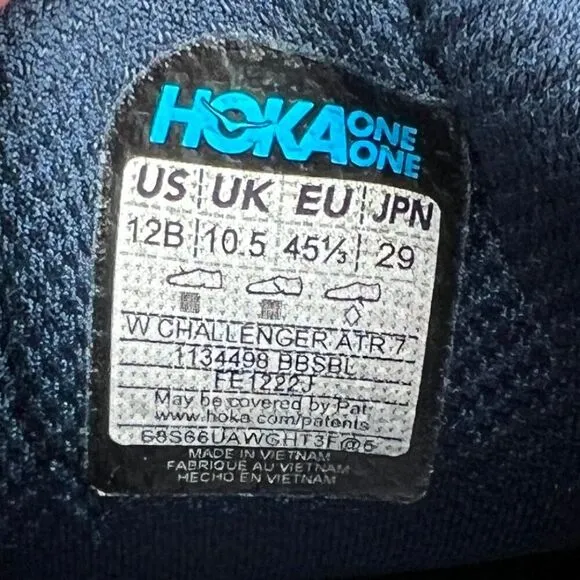 HOKA ONE ONE
US UK EU JPN
12B 10.5 45⅓ 29
W CHALLENGER ATR 7
1134498 BBSBL
FE1222J
May be covered by Pat
www.hoka.com/patents
MADE IN VIETNAM
FABRIQUÉ AU VIETNAM
HECHO EN VIETNAM